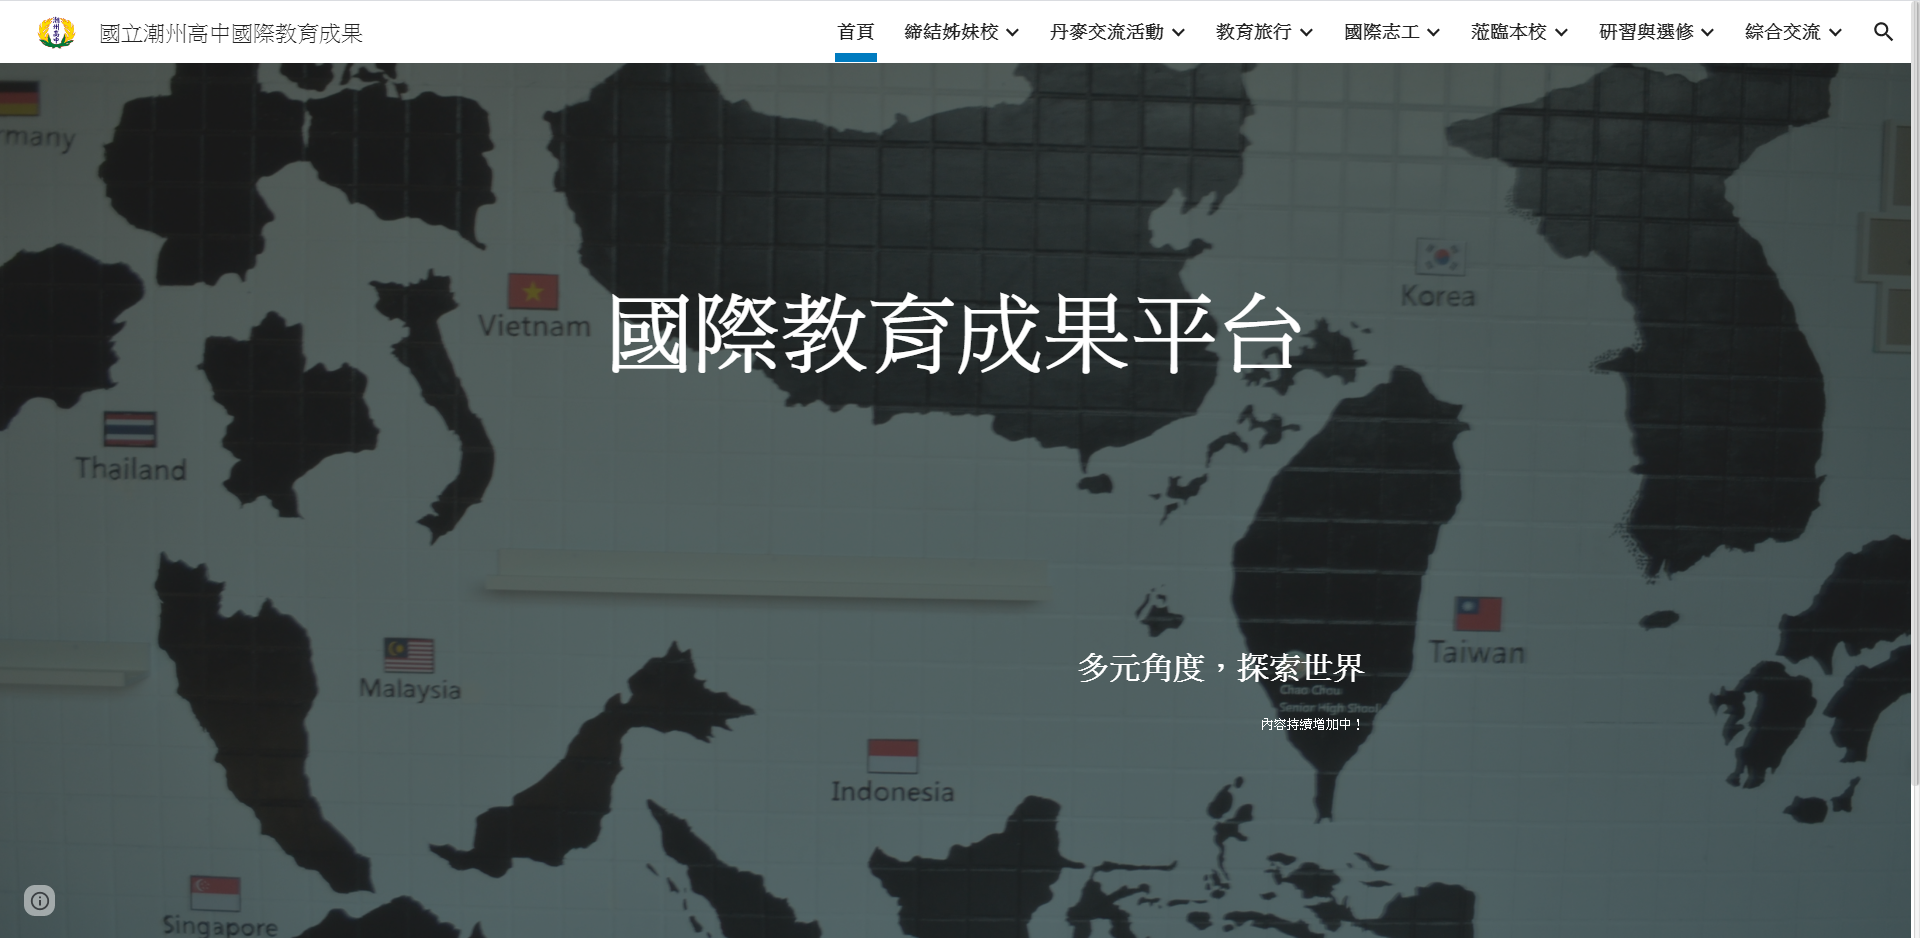 國立潮州高中國際教育成果
首頁 締結姊妹校 丹麥交流活動 教育旅行 國際志工 蒞臨本校 研習與選修 綜合交流
rmany
Korea
Vietnam
國際教育成果平台
Thailand
Taiwan
多元角度，探索世界
Malaysia
Chao Chou
Senior High Shool
內容持續增加中！
Indonesia
Singapore